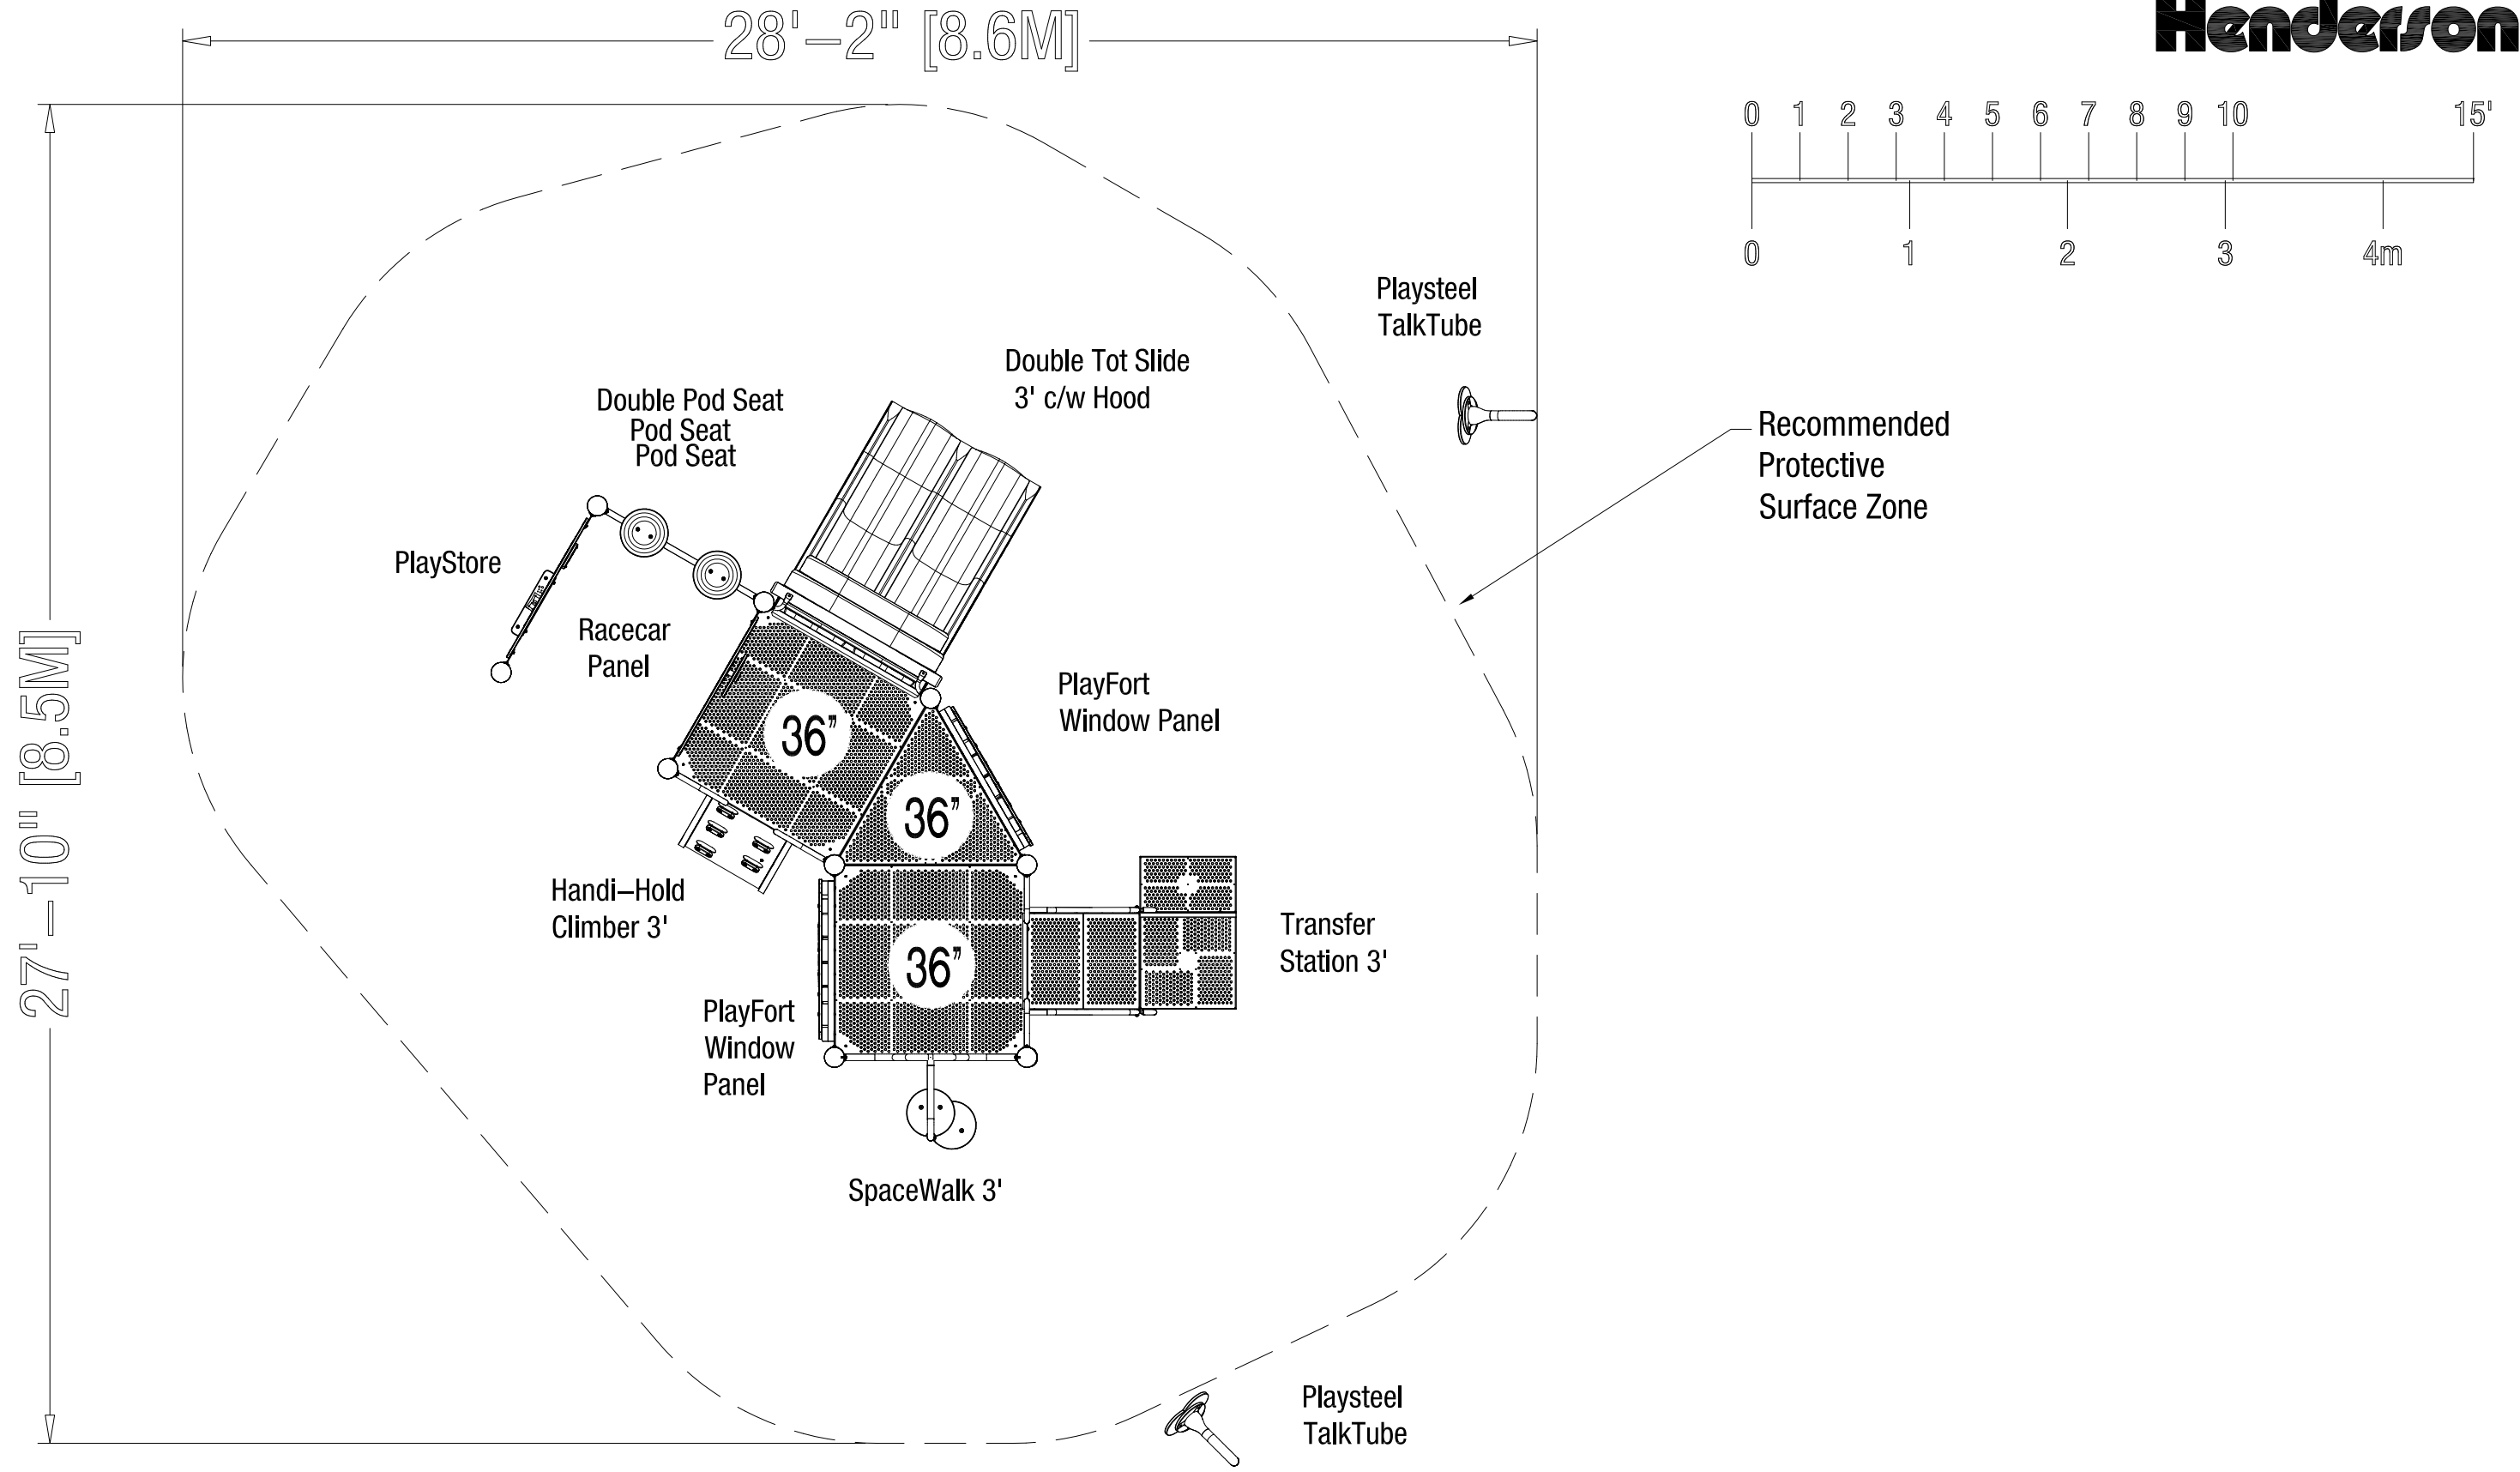 28'–2" [8.6M]
Henderson
0 1 2 3 4 5 6 7 8 9 10 15'
0 1 2 3 4m
Playsteel
TalkTube
Double Tot Slide
3' c/w Hood
Double Pod Seat
Pod Seat
Pod Seat
Recommended
Protective
Surface Zone
PlayStore
Racecar
Panel
PlayFort
Window Panel
27'–10" [8.5M]
36"
36"
36"
Handi–Hold
Climber 3'
Transfer
Station 3'
PlayFort
Window
Panel
SpaceWalk 3'
Playsteel
TalkTube